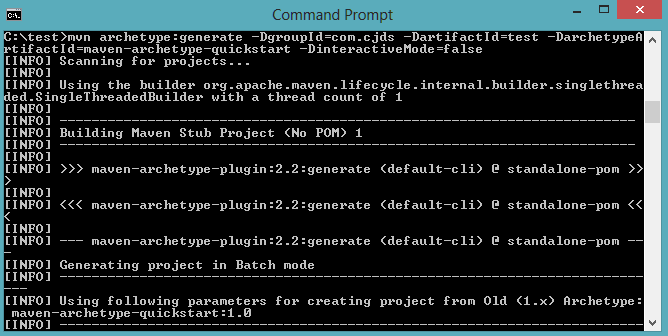 Command Prompt
C:\test>mvn archetype:generate -DgroupId=com.cjds -DartifactId=test -DarchetypeA
rtifactId=maven-archetype-quickstart -DinteractiveMode=false
[INFO] Scanning for projects...
[INFO]
[INFO] Using the builder org.apache.maven.lifecycle.internal.builder.singlethrea
ded.SingleThreadedBuilder with a thread count of 1
[INFO]
[INFO] ------------------------------------------------------------------------
[INFO] Building Maven Stub Project (No POM) 1
[INFO] ------------------------------------------------------------------------
[INFO]
[INFO] >>> maven-archetype-plugin:2.2:generate (default-cli) @ standalone-pom >>
>
[INFO]
[INFO] <<< maven-archetype-plugin:2.2:generate (default-cli) @ standalone-pom <<
<
[INFO]
[INFO] --- maven-archetype-plugin:2.2:generate (default-cli) @ standalone-pom --
-
[INFO] Generating project in Batch mode
[INFO] -------------------------------------------------------------------------
---
[INFO] Using following parameters for creating project from Old (1.x) Archetype:
 maven-archetype-quickstart:1.0
[INFO] -------------------------------------------------------------------------